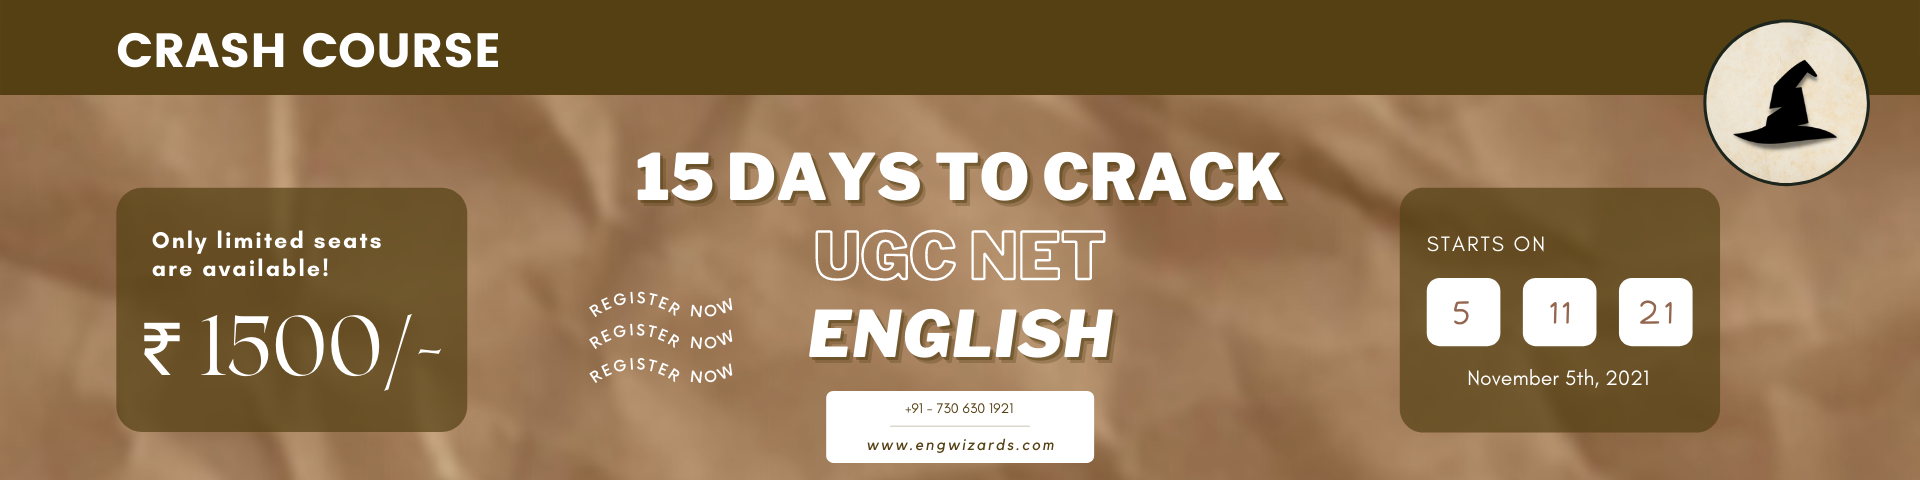 CRASH COURSE
Only limited seats
are available!
₹ 1500/-
15 DAYS TO CRACK
UGC NET
ENGLISH
REGISTER NOW
REGISTER NOW
REGISTER NOW
+91 - 730 630 1921
www.engwizards.com
STARTS ON
5 11 21
November 5th, 2021